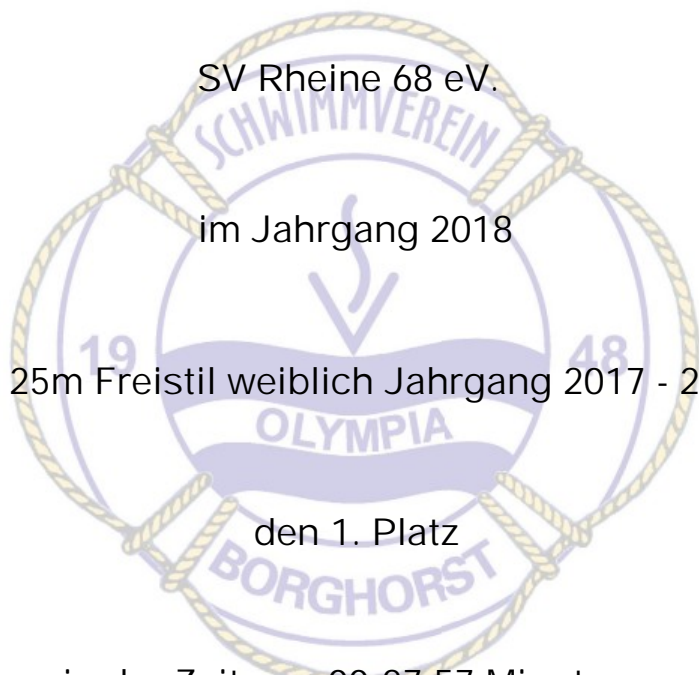 SV Rheine 68 eV.
SCHWIMMVEREIN
im Jahrgang 2018
19 48
25m Freistil weiblich Jahrgang 2017 - 2
OLYMPIA
den 1. Platz
BORGHORST